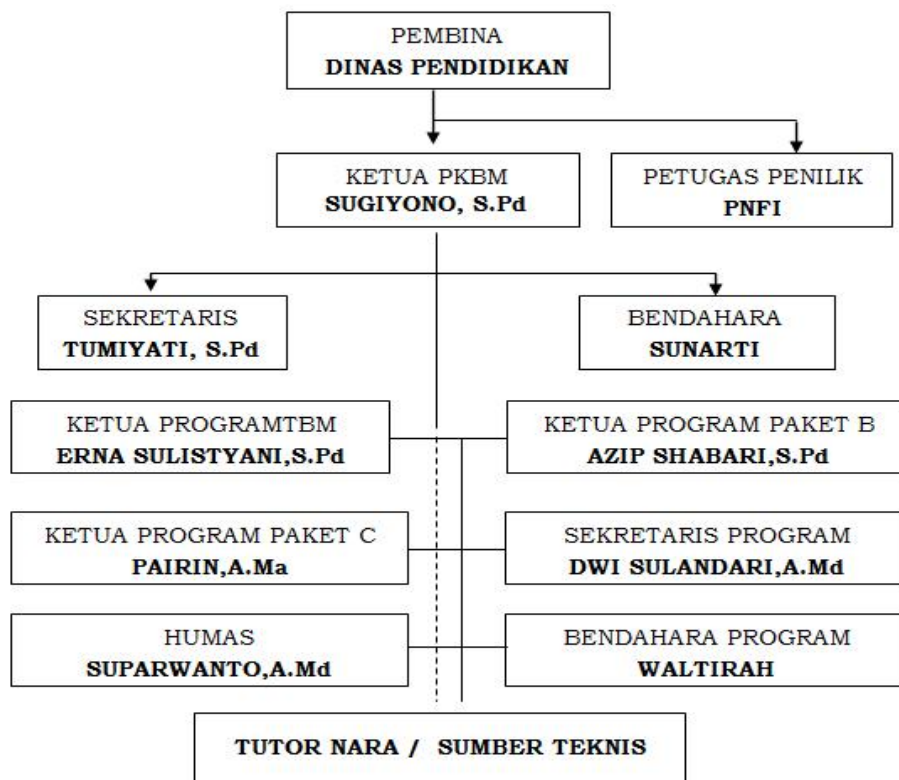 PEMBINA
DINAS PENDIDIKAN
KETUA PKBM
SUGIYONO, S.Pd
PETUGAS PENILIK
PNFI
SEKRETARIS
TUMIYATI, S.Pd
BENDAHARA
SUNARTI
KETUA PROGRAMTBM
ERNA SULISTYANI,S.Pd
KETUA PROGRAM PAKET B
AZIP SHABARI,S.Pd
KETUA PROGRAM PAKET C
PAIRIN,A.Ma
SEKRETARIS PROGRAM
DWI SULANDARI,A.Md
HUMAS
SUPARWANTO,A.Md
BENDAHARA PROGRAM
WALTIRAH
TUTOR NARA /  SUMBER TEKNIS